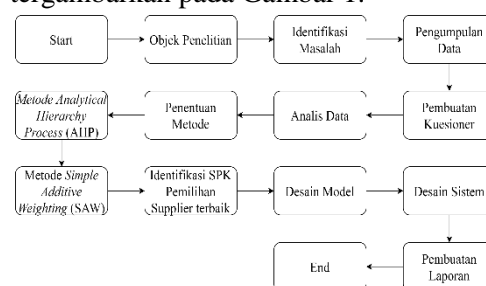 tergambarkan pada Gambar 1.
Start
Objek Penelitian
Identifikasi
Masalah
Pengumpulan
Data
Pembuatan
Kuesioner
Analis Data
Penentuan
Metode
Metode Analytical
Hierarchy
Process (AHP)
Metode Simple
Additive
Weighting (SAW)
Identifikasi SPK
Pemilihan
Supplier terbaik
Desain Model
Desain Sistem
Pembuatan
Laporan
End